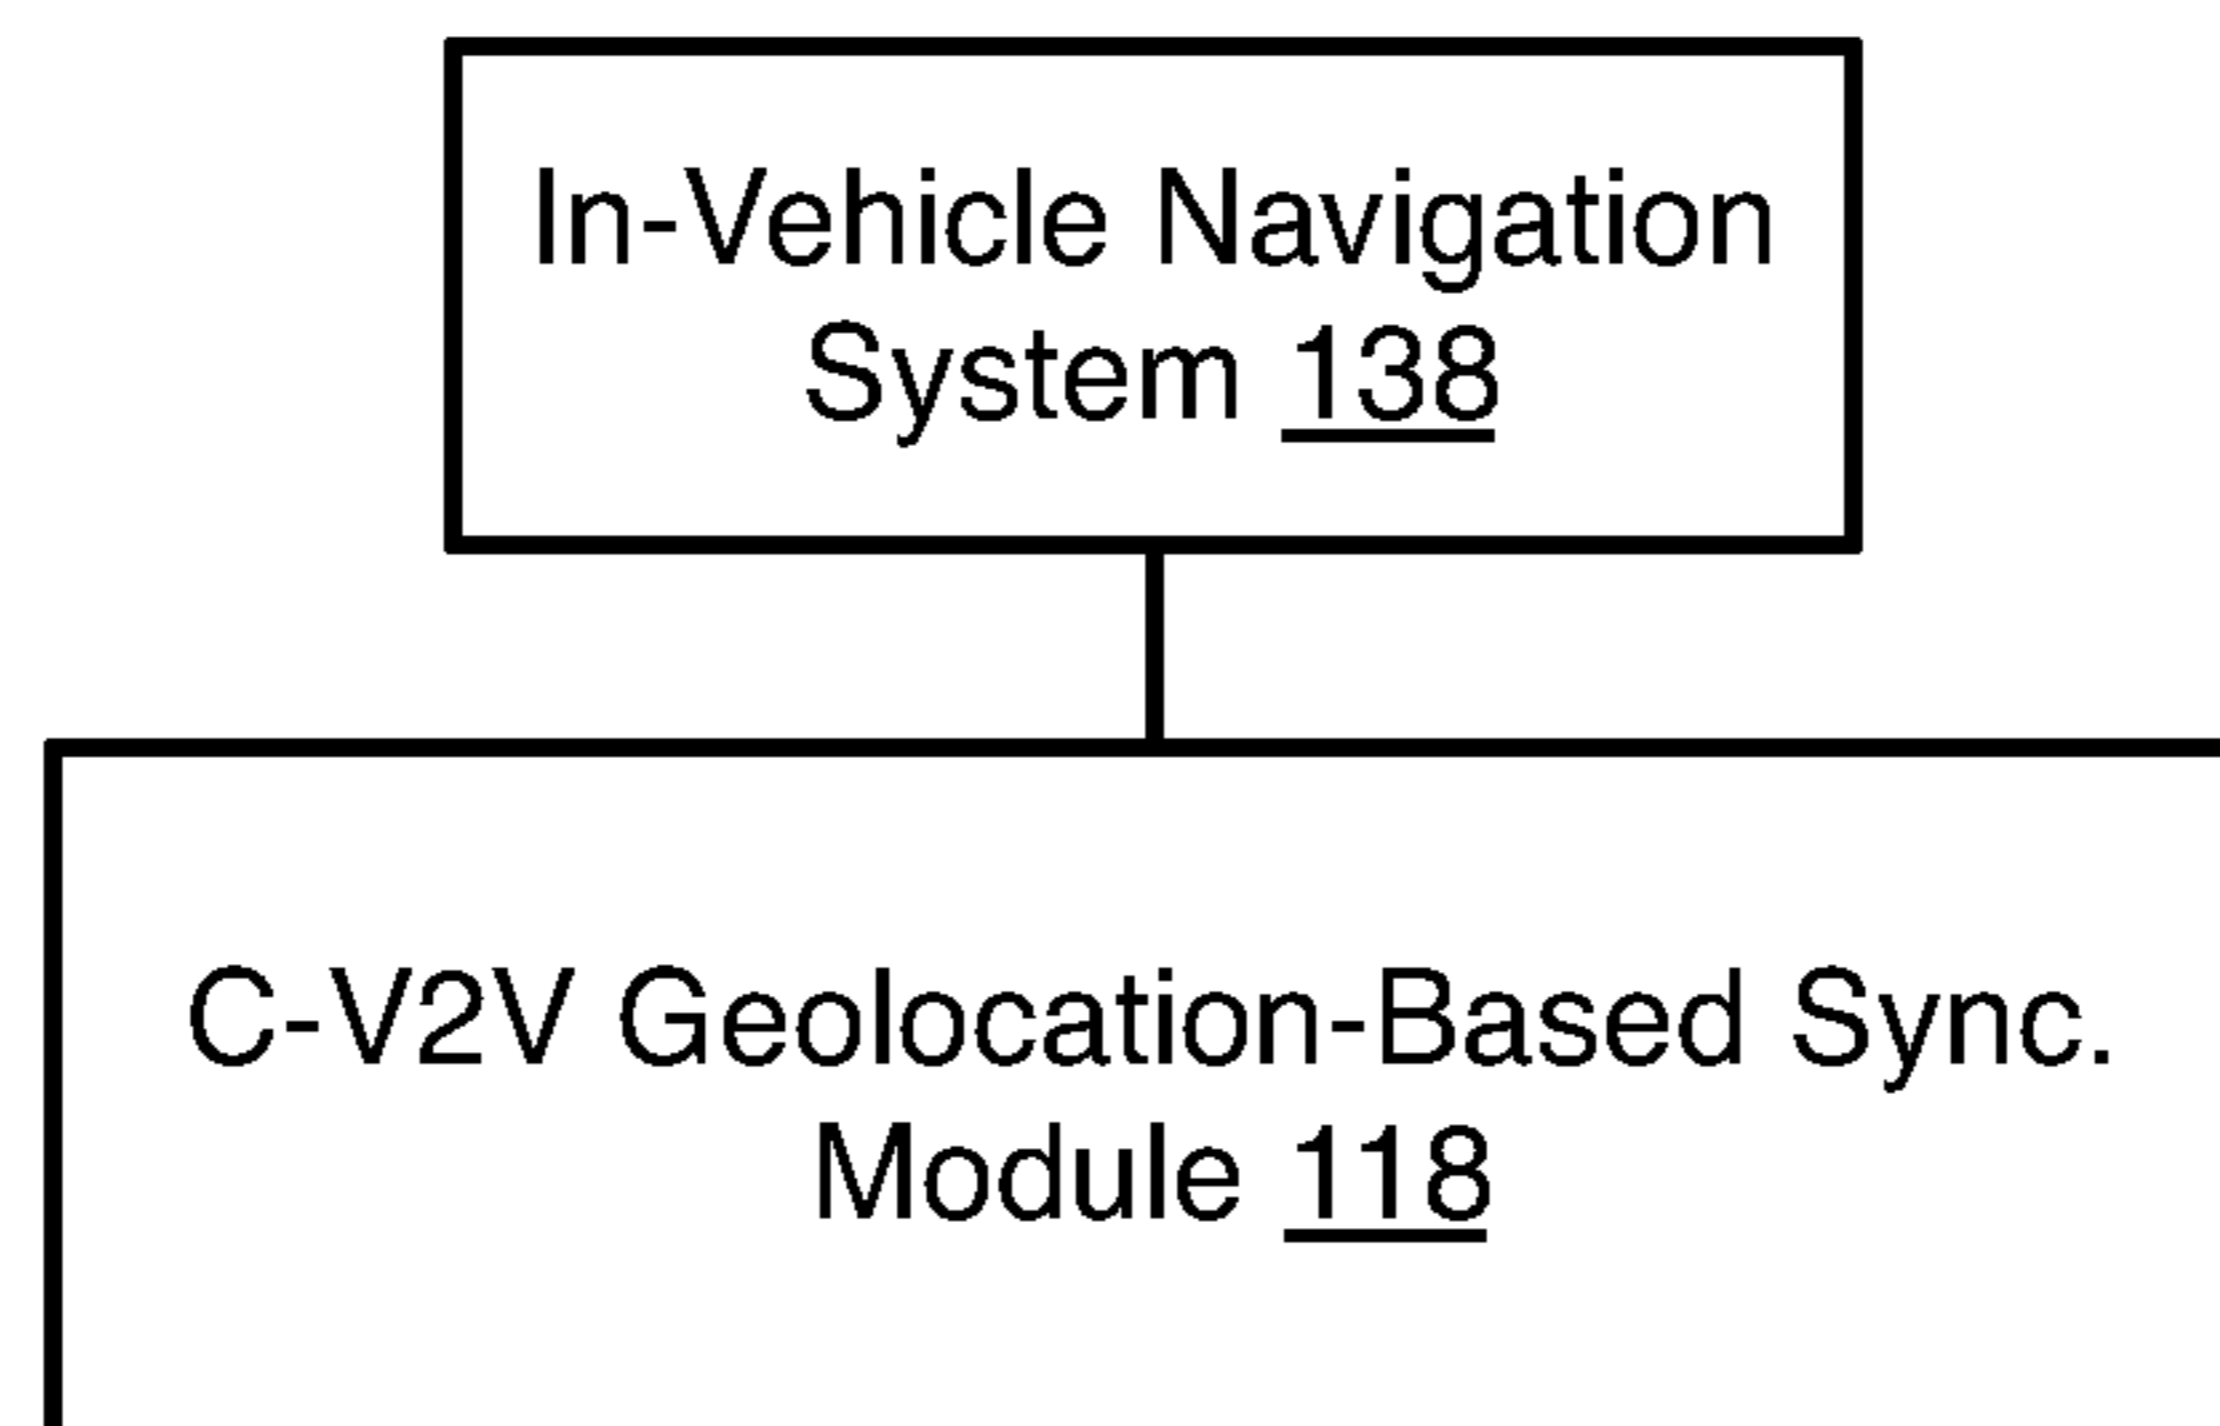 In-Vehicle Navigation
System 138
C-V2V Geolocation-Based Sync.
Module 118